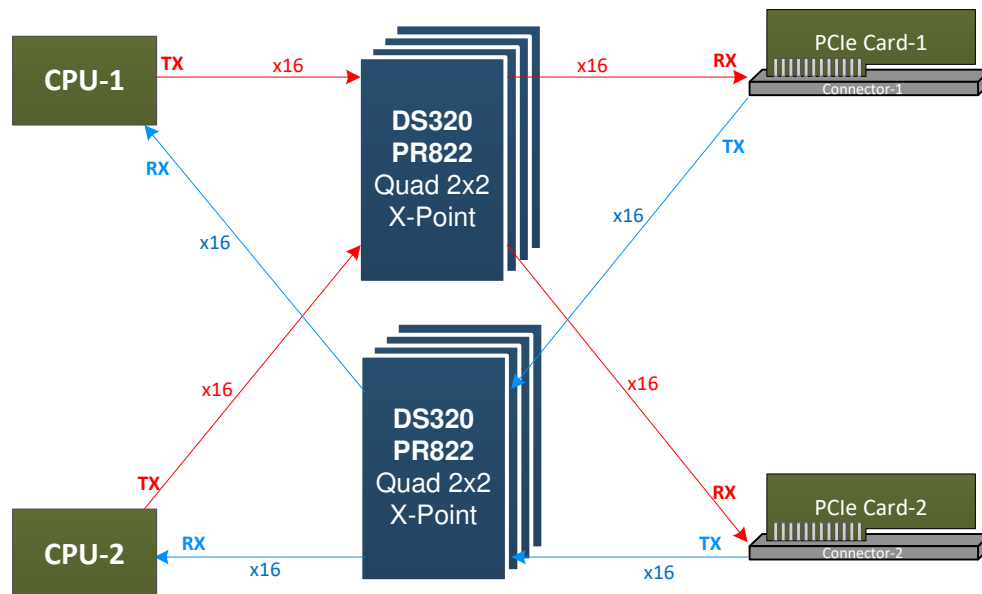 CPU-1
TX
x16
DS320
PR822
Quad 2x2
X-Point
x16
RX
PCIe Card-1
Connector-1
RX
TX
x16
x16
x16
x16
DS320
PR822
Quad 2x2
X-Point
TX
RX
CPU-2
RX
x16
TX
x16
PCIe Card-2
Connector-2